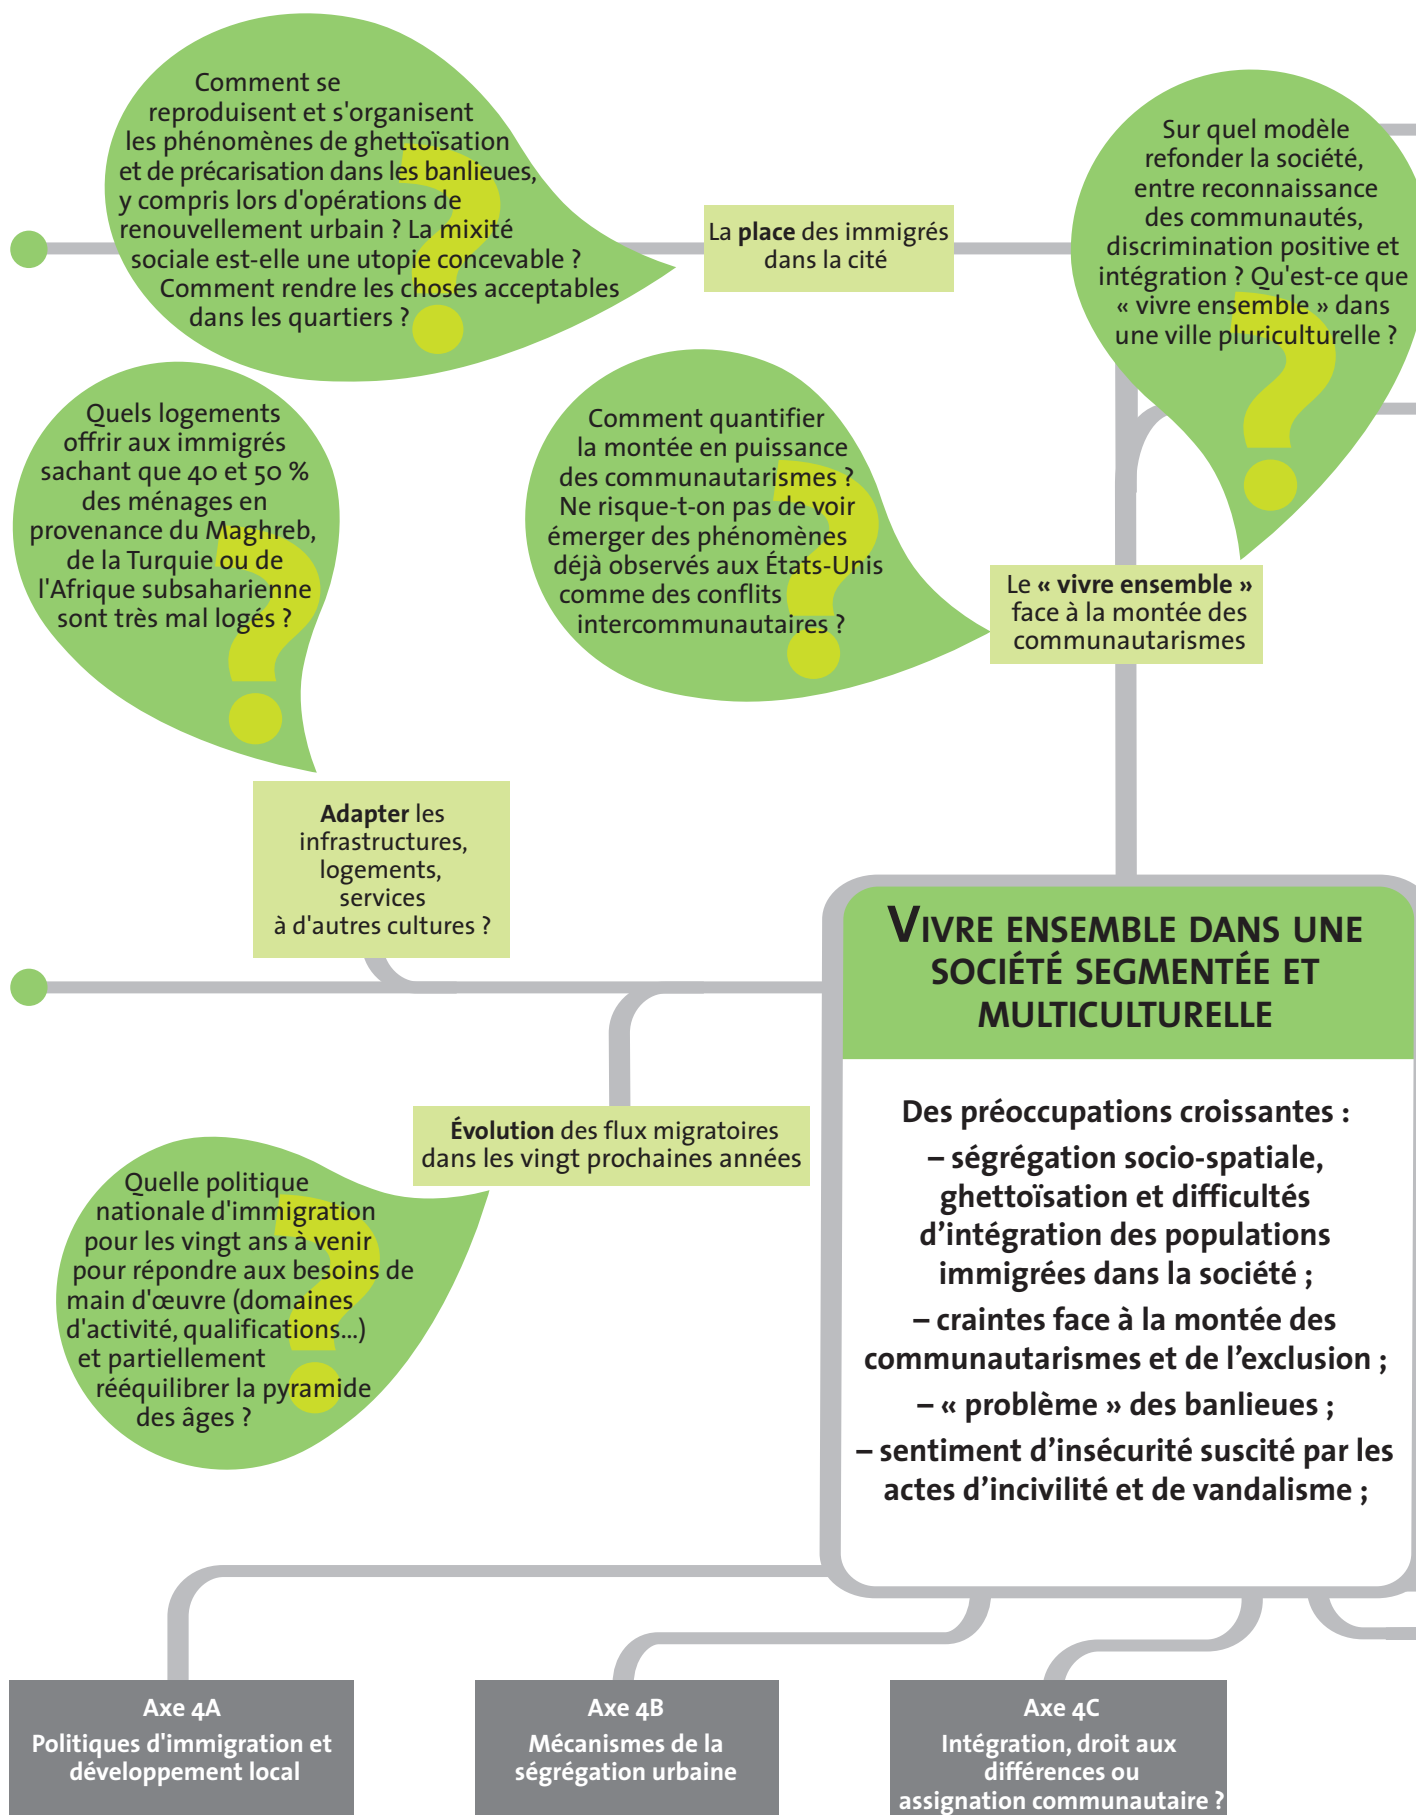 Comment se
reproduisent et s'organisent
les phénomènes de ghettoïsation
et de précarisation dans les banlieues,
y compris lors d'opérations de
renouvellement urbain ? La mixité
sociale est-elle une utopie concevable ?
Comment rendre les choses acceptables
dans les quartiers ?
La place des immigrés
dans la cité
Sur quel modèle
refonder la société,
entre reconnaissance
des communautés,
discrimination positive et
intégration ? Qu'est-ce que
« vivre ensemble » dans
une ville pluriculturelle ?
Quels logements
offrir aux immigrés
sachant que 40 et 50 %
des ménages en
provenance du Maghreb,
de la Turquie ou de
l'Afrique subsaharienne
sont très mal logés ?
Comment quantifier
la montée en puissance
des communautarismes ?
Ne risque-t-on pas de voir
émerger des phénomènes
déjà observés aux États-Unis
comme des conflits
intercommunautaires ?
Le « vivre ensemble »
face à la montée des
communautarismes
Adapter les
infrastructures,
logements,
services
à d'autres cultures ?
VIVRE ENSEMBLE DANS UNE
SOCIÉTÉ SEGMENTÉE ET
MULTICULTURELLE
Des préoccupations croissantes :
– ségrégation socio-spatiale,
ghettoïsation et difficultés
d’intégration des populations
immigrées dans la société ;
– craintes face à la montée des
communautarismes et de l’exclusion ;
– « problème » des banlieues ;
– sentiment d’insécurité suscité par les
actes d’incivilité et de vandalisme ;
Évolution des flux migratoires
dans les vingt prochaines années
Quelle politique
nationale d'immigration
pour les vingt ans à venir
pour répondre aux besoins de
main d'œuvre (domaines
d'activité, qualifications...)
et partiellement
rééquilibrer la pyramide
des âges ?
Axe 4A
Politiques d'immigration et
développement local
Axe 4B
Mécanismes de la
ségrégation urbaine
Axe 4C
Intégration, droit aux
différences ou
assignation communautaire ?